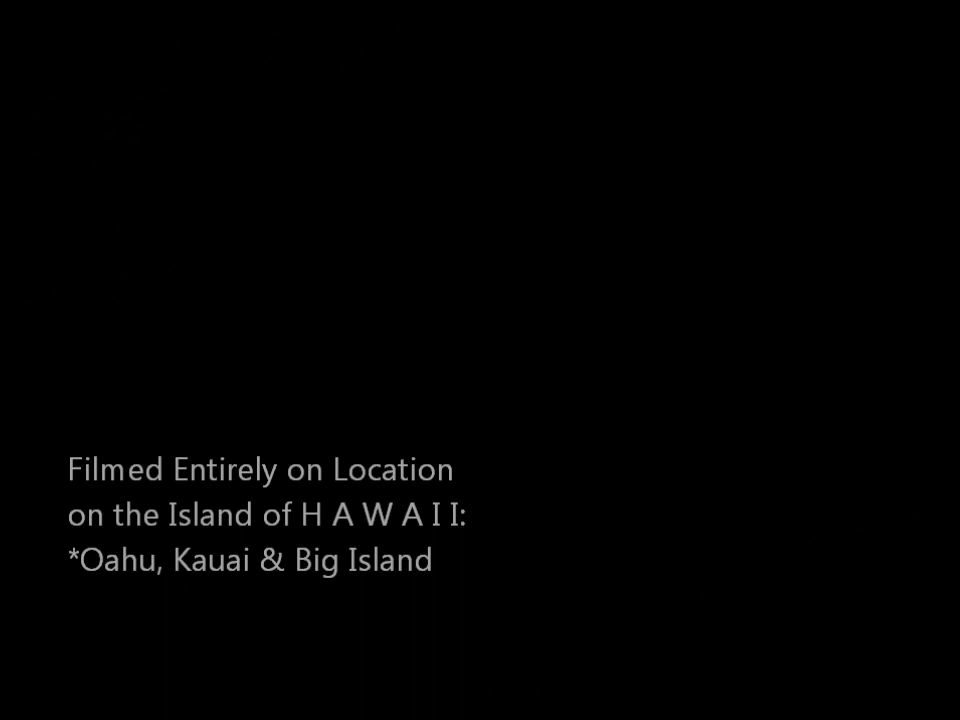 Filmed Entirely on Location
on the Island of H A W A I I:
*Oahu, Kauai & Big Island